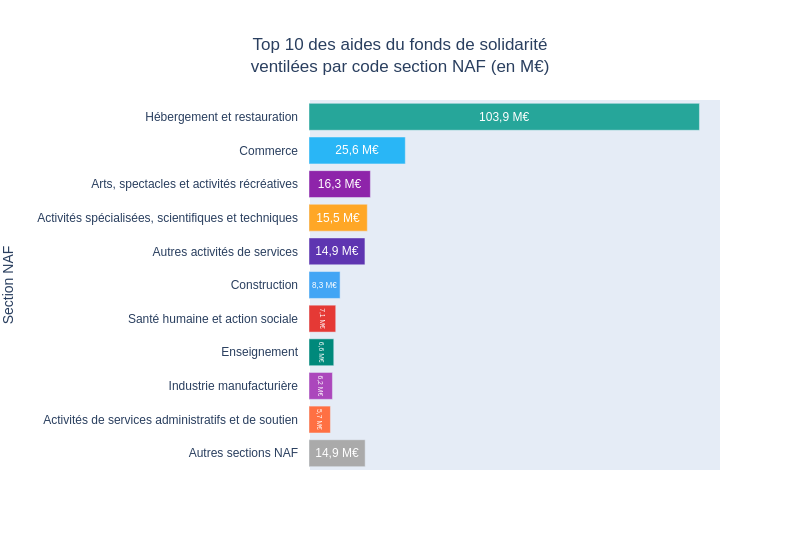 Top 10 des aides du fonds de solidarité
ventilées par code section NAF (en M€)
Section NAF
Hébergement et restauration 103,9 M€
Commerce 25,6 M€
Arts, spectacles et activités récréatives 16,3 M€
Activités spécialisées, scientifiques et techniques 15,5 M€
Autres activités de services 14,9 M€
Construction 8,3 M€
Santé humaine et action sociale 7,1 M€
Enseignement 6,6 M€
Industrie manufacturière 6,2 M€
Activités de services administratifs et de soutien 5,7 M€
Autres sections NAF 14,9 M€